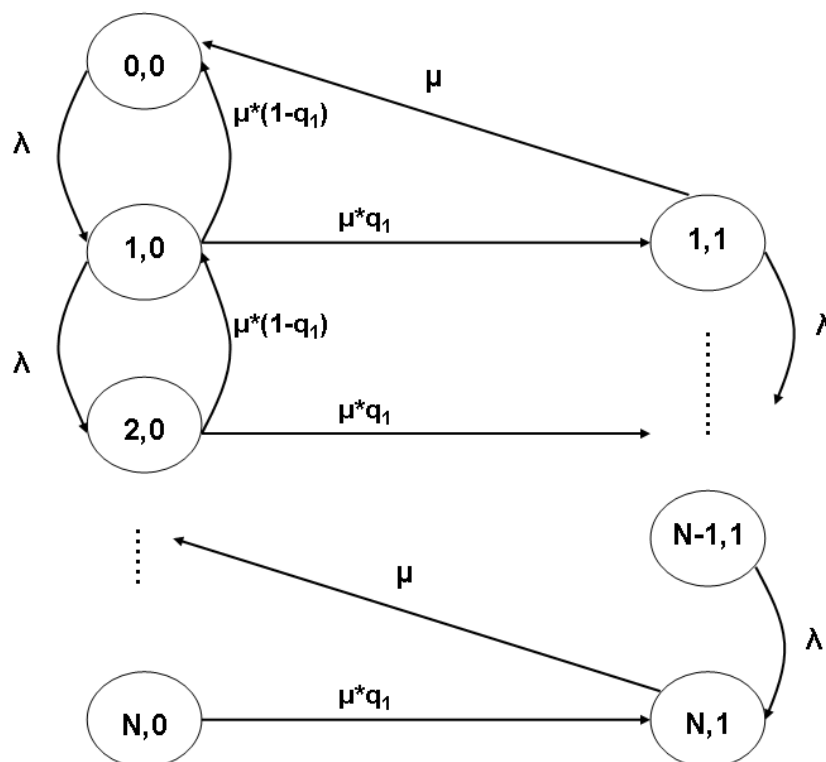 0,0
μ
μ*(1-q₁)
λ
μ*q₁
1,0
1,1
μ*(1-q₁)
λ
λ
2,0
μ*q₁
N-1,1
μ
λ
μ*q₁
N,0
N,1